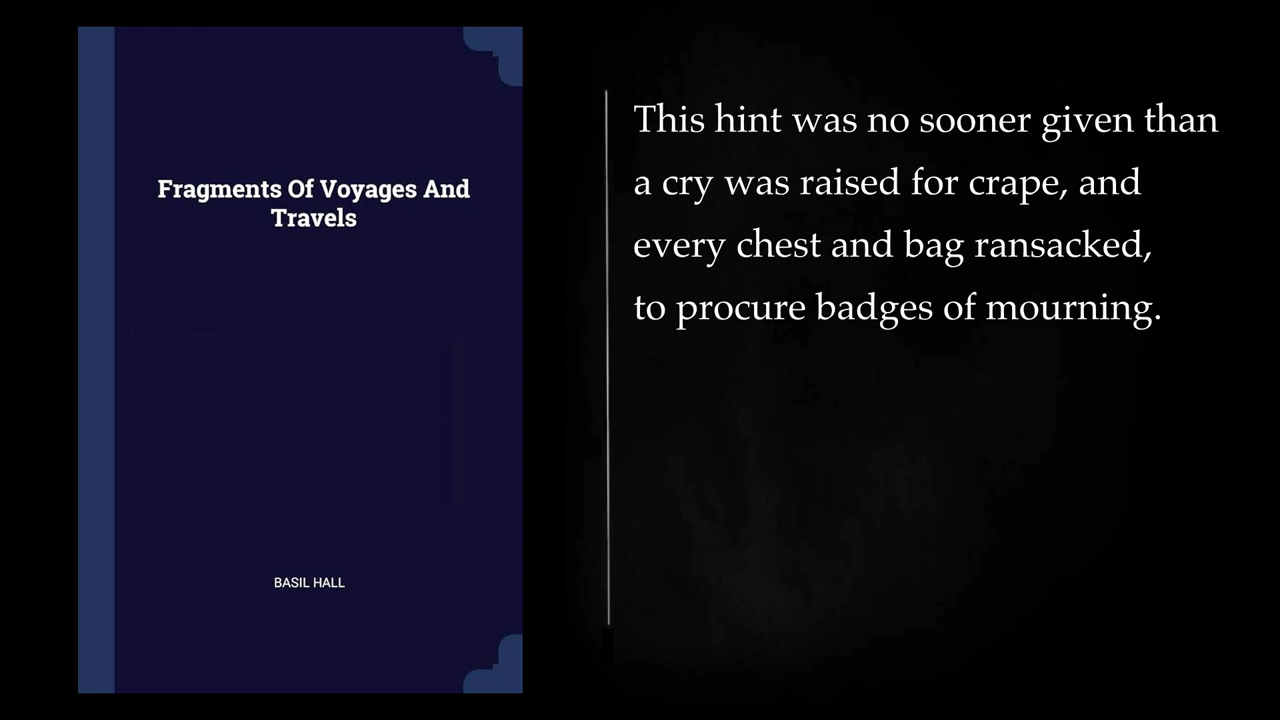 Fragments Of Voyages And
Travels
BASIL HALL
This hint was no sooner given than
a cry was raised for crape, and
every chest and bag ransacked,
to procure badges of mourning.